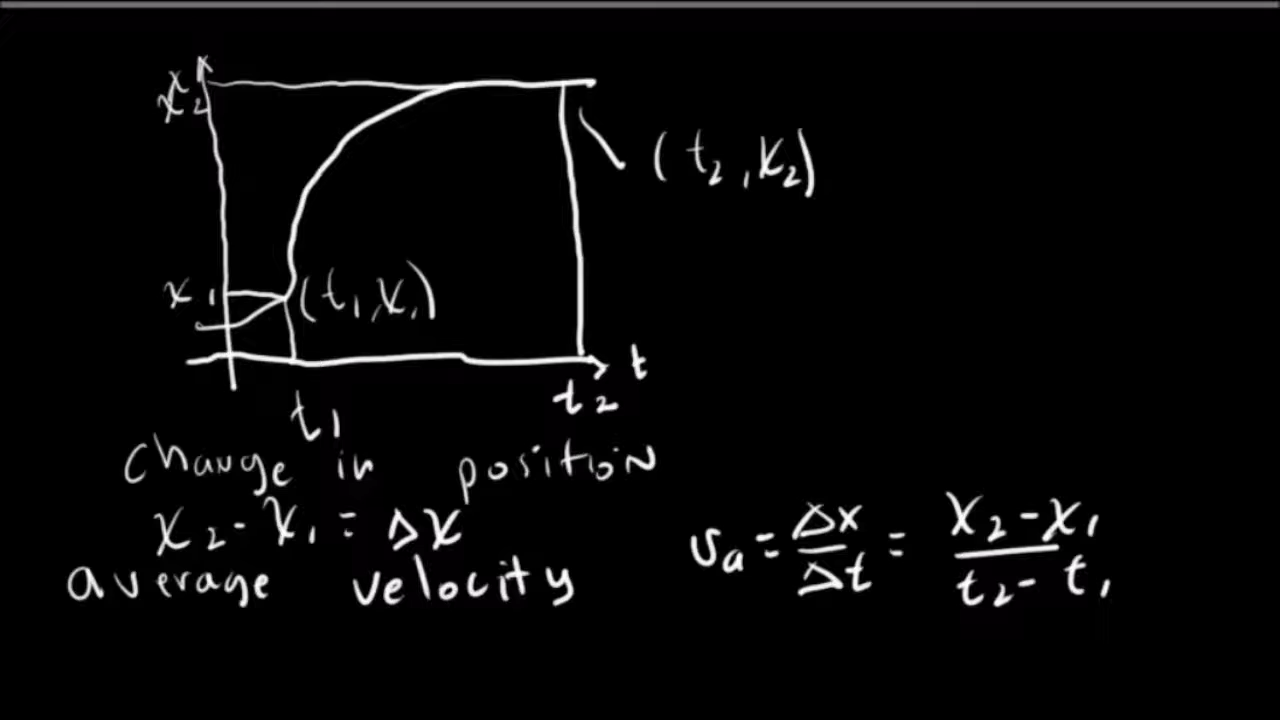 x
x₂
(t₂, x₂)
x₁
(t₁, x₁)
t
t₁
t₂
change in position
x₂ - x₁ = Δx
average velocity
v_a = Δx/Δt = (x₂ - x₁)/(t₂ - t₁)